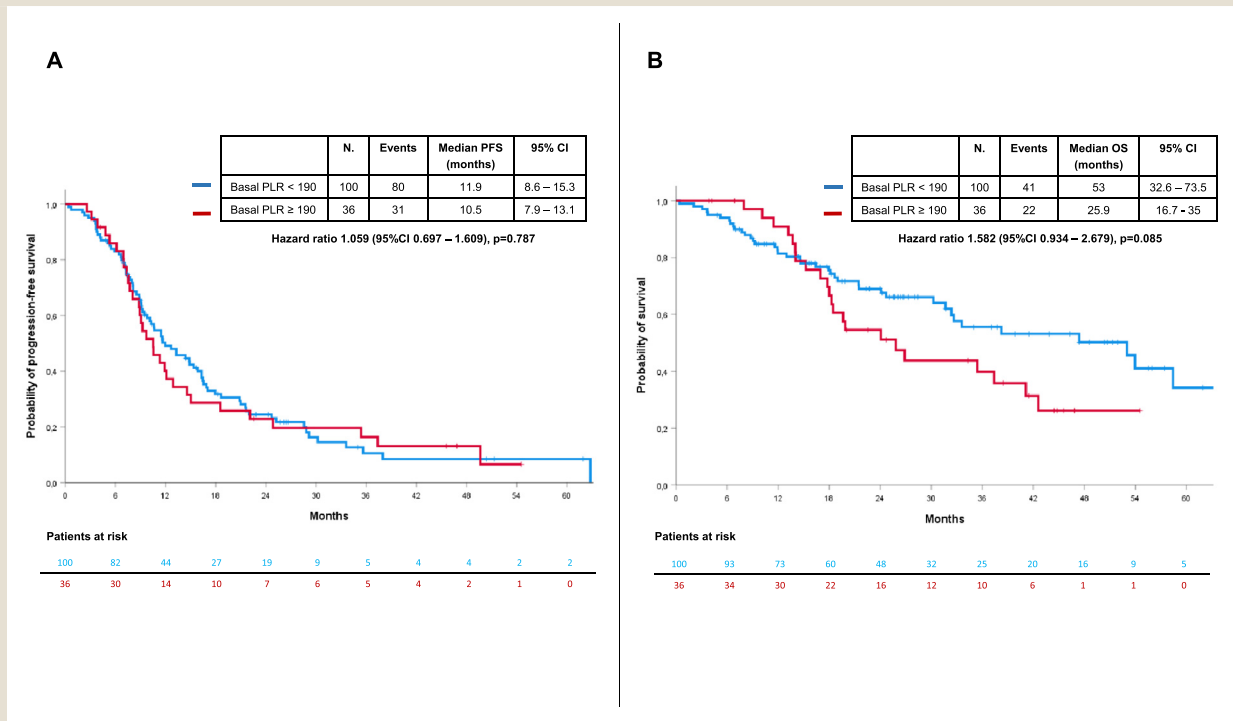 A
N. Events Median PFS (months) 95% CI
Basal PLR < 190 100 80 11.9 8.6 – 15.3
Basal PLR ≥ 190 36 31 10.5 7.9 – 13.1
Hazard ratio 1.059 (95%CI 0.697 – 1.609), p=0.787
Probability of progression-free survival
1,0
0,8
0,6
0,4
0,2
0,0
0 6 12 18 24 30 36 42 48 54 60
Months
Patients at risk
100 82 44 27 19 9 5 4 4 2 2
36 30 14 10 7 6 5 4 2 1 0
B
N. Events Median OS (months) 95% CI
Basal PLR < 190 100 41 53 32.6 – 73.5
Basal PLR ≥ 190 36 22 25.9 16.7 - 35
Hazard ratio 1.582 (95%CI 0.934 – 2.679), p=0.085
Probability of survival
1,0
0,8
0,6
0,4
0,2
0,0
0 6 12 18 24 30 36 42 48 54 60
Months
Patients at risk
100 93 73 60 48 32 25 20 16 9 5
36 34 30 22 16 12 10 6 1 1 0